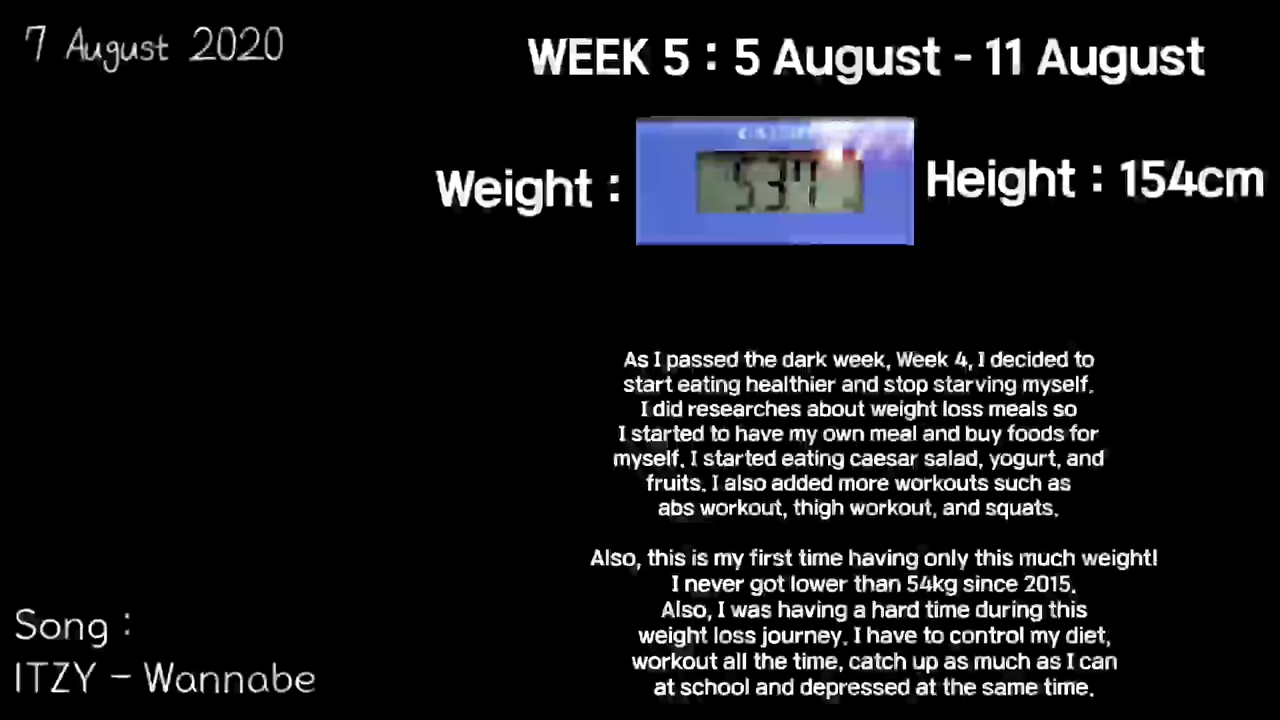 7 August 2020
WEEK 5 : 5 August - 11 August
Weight :
53.7
Height : 154cm
As I passed the dark week, Week 4, I decided to
start eating healthier and stop starving myself.
I did researches about weight loss meals so
I started to have my own meal and buy foods for
myself. I started eating caesar salad, yogurt, and
fruits. I also added more workouts such as
abs workout, thigh workout, and squats.
Also, this is my first time having only this much weight!
I never got lower than 54kg since 2015.
Also, I was having a hard time during this
weight loss journey. I have to control my diet,
workout all the time, catch up as much as I can
at school and depressed at the same time.
Song :
ITZY - Wannabe